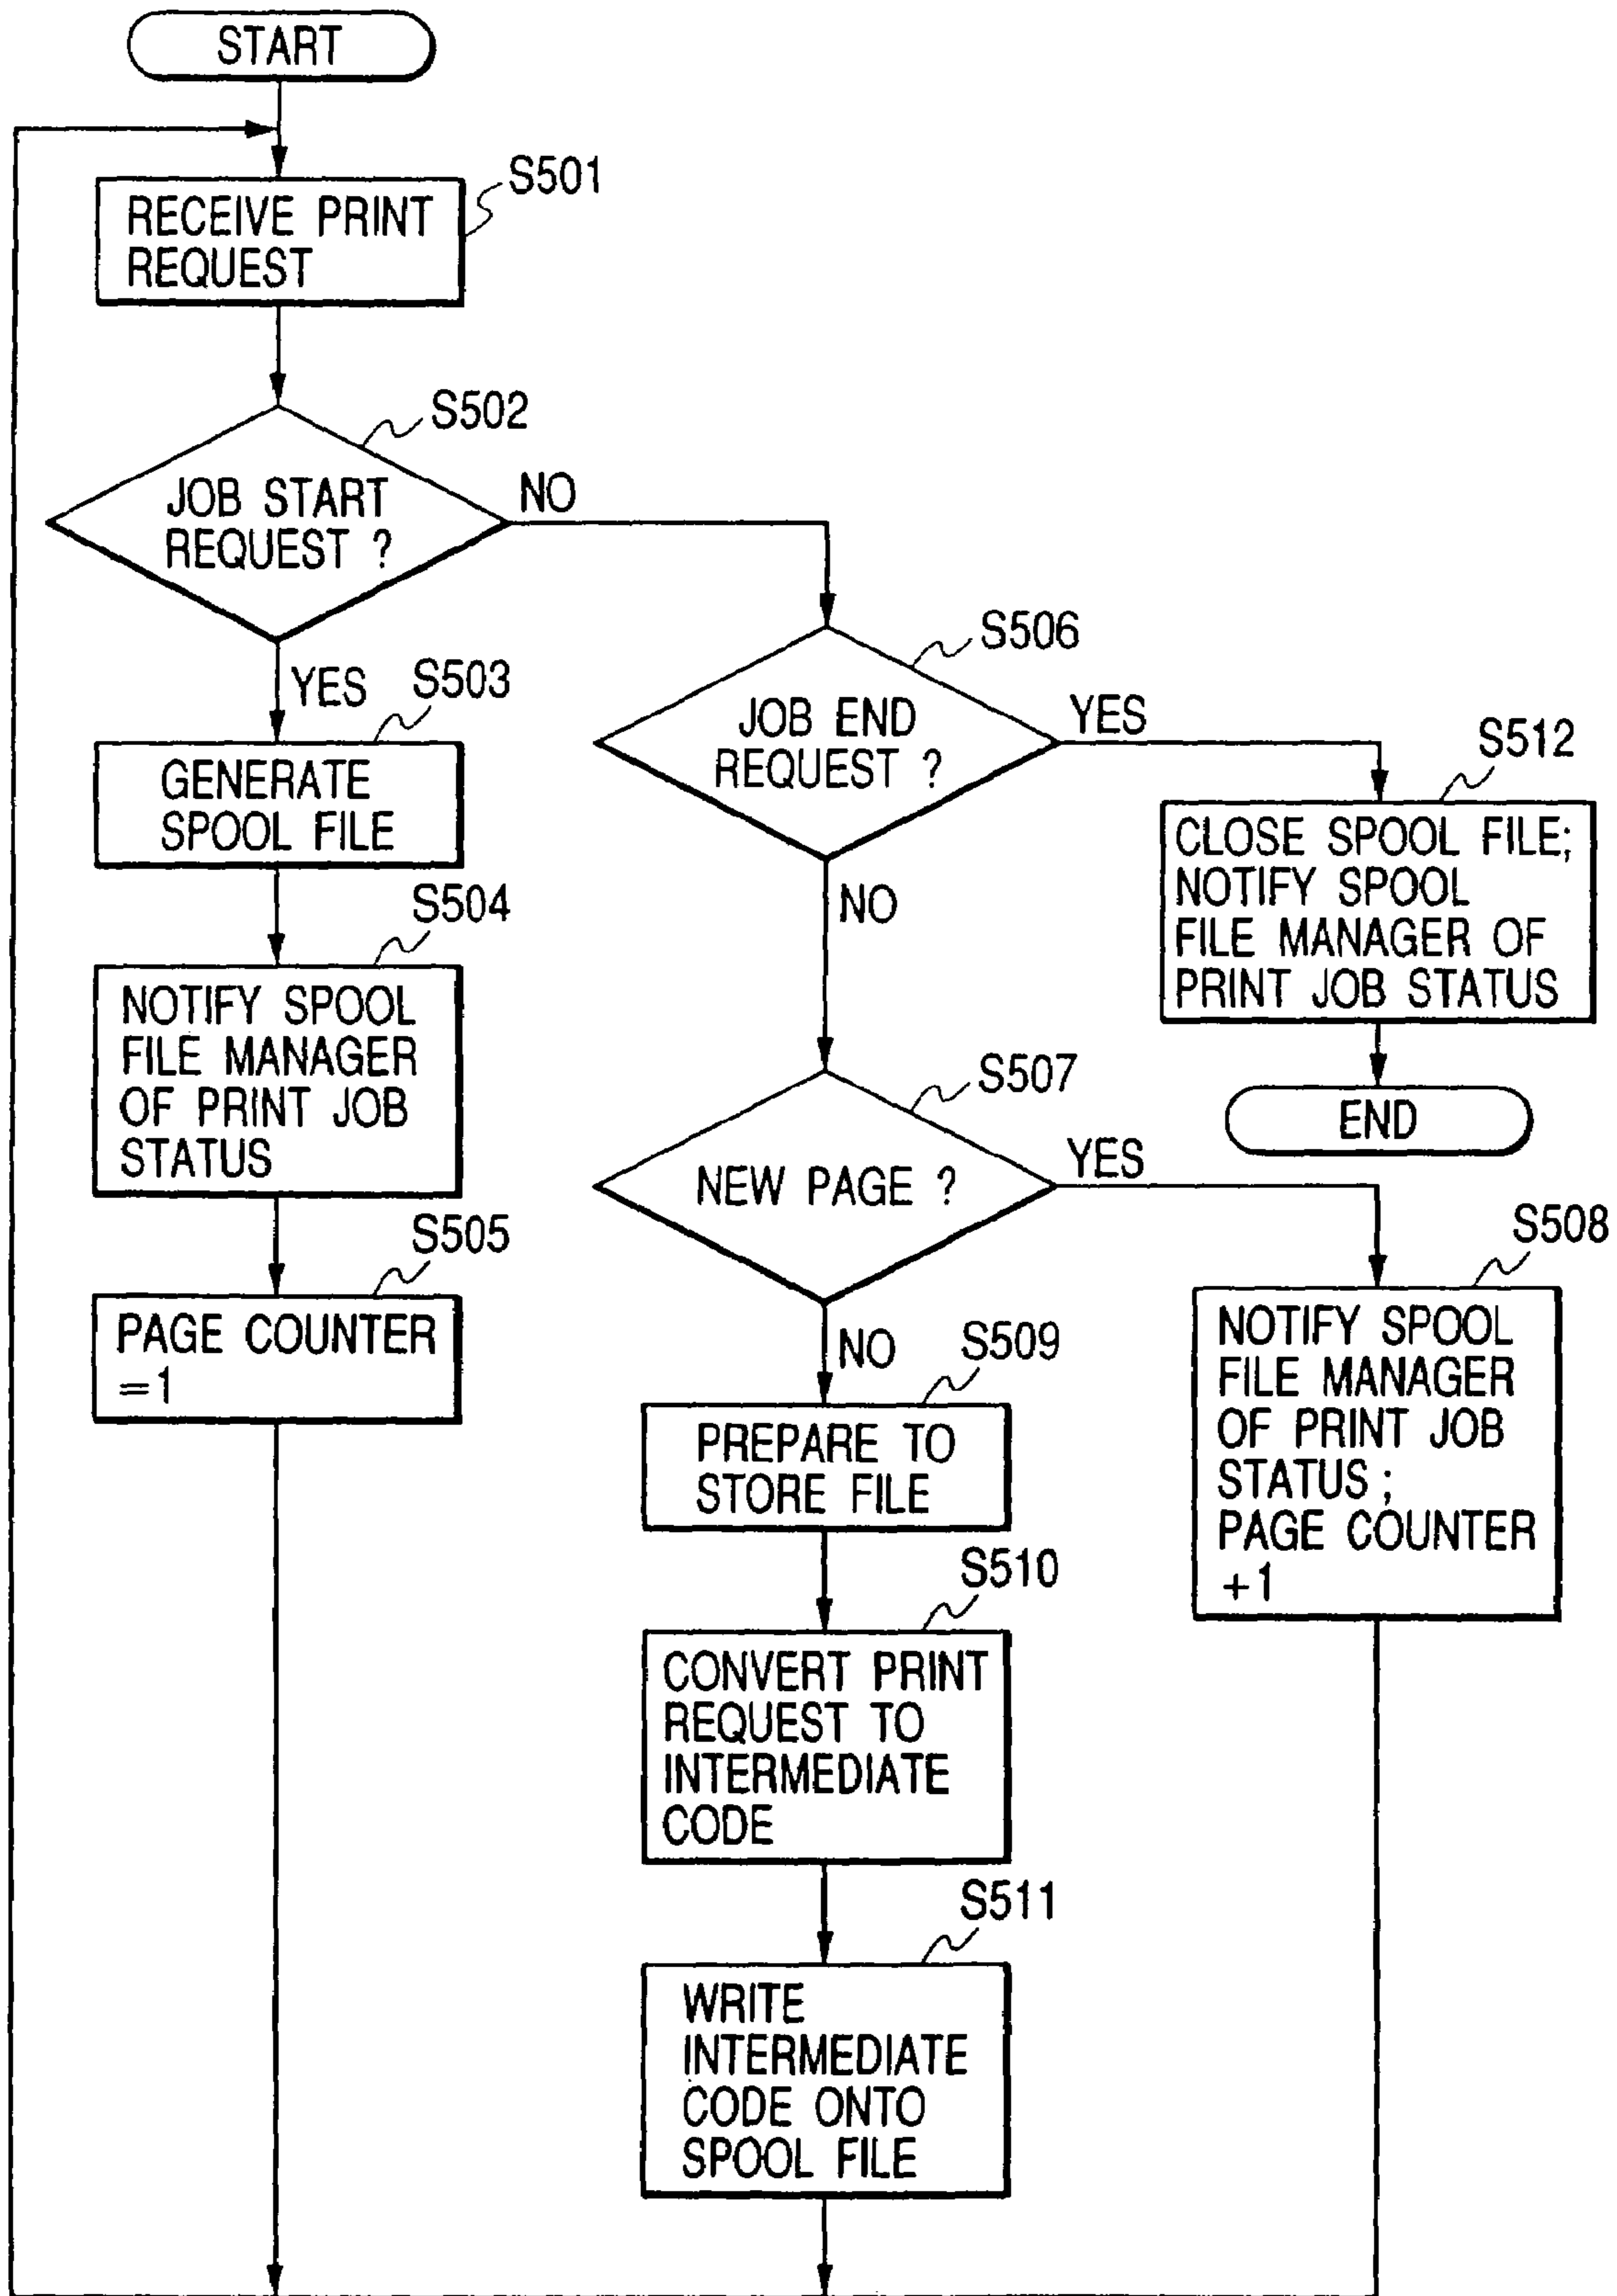 START
S501
RECEIVE PRINT
REQUEST
S502
JOB START
REQUEST ?
NO
YES
S503
GENERATE
SPOOL FILE
S504
NOTIFY SPOOL
FILE MANAGER
OF PRINT JOB
STATUS
S505
PAGE COUNTER
=1
S506
JOB END
REQUEST ?
YES
NO
S512
CLOSE SPOOL FILE;
NOTIFY SPOOL
FILE MANAGER OF
PRINT JOB STATUS
END
S507
NEW PAGE ?
YES
NO
S508
NOTIFY SPOOL
FILE MANAGER
OF PRINT JOB
STATUS ;
PAGE COUNTER
+1
S509
PREPARE TO
STORE FILE
S510
CONVERT PRINT
REQUEST TO
INTERMEDIATE
CODE
S511
WRITE
INTERMEDIATE
CODE ONTO
SPOOL FILE